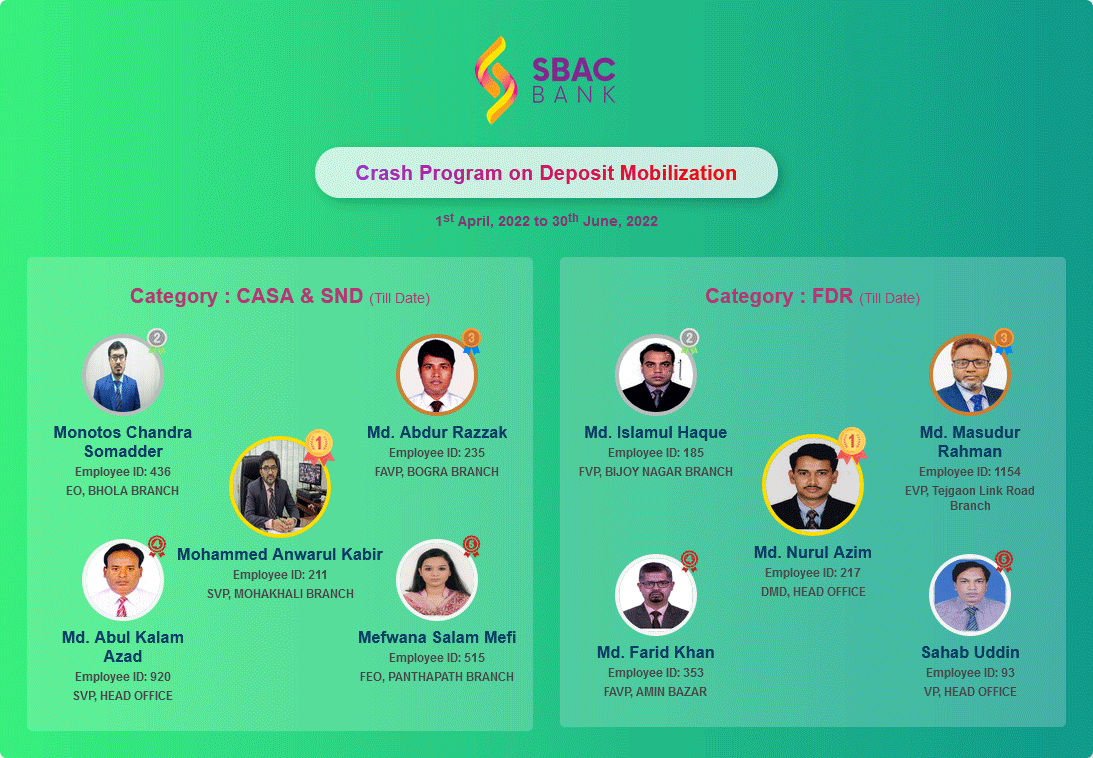 SBAC
BANK
Crash Program on Deposit Mobilization
1st April, 2022 to 30th June, 2022
Category : CASA & SND (Till Date)
2
Monotos Chandra
Somadder
Employee ID: 436
EO, BHOLA BRANCH
3
Md. Abdur Razzak
Employee ID: 235
FAVP, BOGRA BRANCH
1
Mohammed Anwarul Kabir
Employee ID: 211
SVP, MOHAKHALI BRANCH
4
Md. Abul Kalam
Azad
Employee ID: 920
SVP, HEAD OFFICE
5
Mefwana Salam Mefi
Employee ID: 515
FEO, PANTHAPATH BRANCH
Category : FDR (Till Date)
2
Md. Islamul Haque
Employee ID: 185
FVP, BIJOY NAGAR BRANCH
3
Md. Masudur
Rahman
Employee ID: 1154
EVP, Tejgaon Link Road
Branch
1
Md. Nurul Azim
Employee ID: 217
DMD, HEAD OFFICE
4
Md. Farid Khan
Employee ID: 353
FAVP, AMIN BAZAR
5
Sahab Uddin
Employee ID: 93
VP, HEAD OFFICE